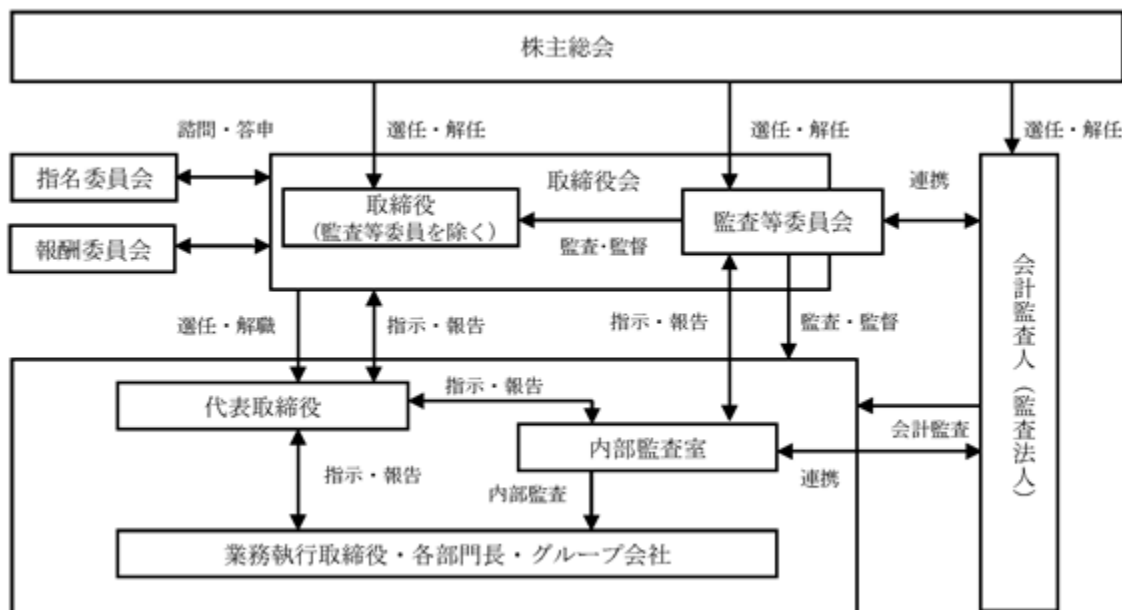 株主総会
諮問・答申
選任・解任
選任・解任
選任・解任
指名委員会
取締役会
連携
取締役
(監査等委員を除く)
監査等委員会
報酬委員会
監査・監督
会計監査人（監査法人）
選任・解職
指示・報告
指示・報告
監査・監督
代表取締役
指示・報告
会計監査
内部監査室
指示・報告
連携
内部監査
業務執行取締役・各部門長・グループ会社